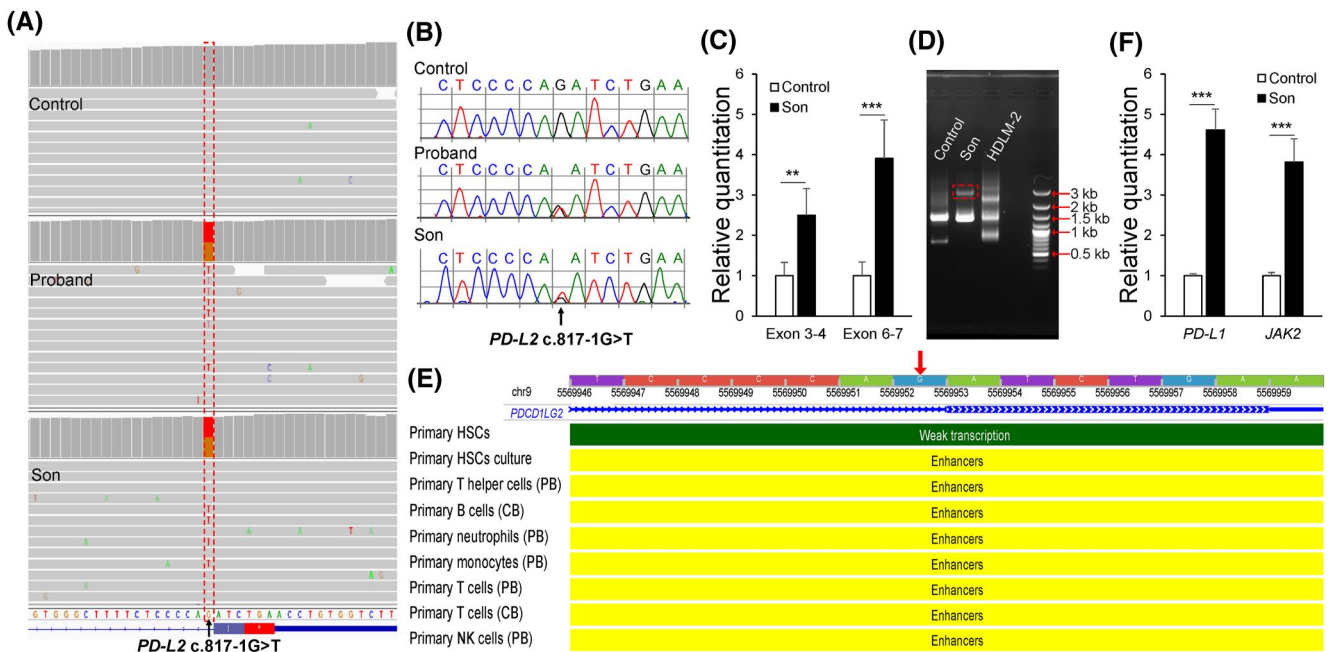 (A)
Control
A
A C
Proband
G T A
T G
T
T C A
C G
T
Son
T A A
T
A A T A
A T
A T
A G
A
G
G T G G G C T T T T C T C C C C A G A T C T G A A C C T G T G G T C T T
PD-L2 c.817-1G>T
(B)
Control
C T C C C C A G A T C T G A A
Proband
C T C C C C A A T C T G A A
Son
C T C C C C A A T C T G A A
PD-L2 c.817-1G>T
(C)
Relative quantitation
6
5
4
3
2
1
0
Control
Son
**
***
Exon 3-4
Exon 6-7
(D)
Control
Son
HDLM-2
3 kb
2 kb
1.5 kb
1 kb
0.5 kb
(F)
Relative quantitation
6
5
4
3
2
1
0
Control
Son
***
***
PD-L1
JAK2
(E)
T C C C C A G A T C T G A A
chr9
5569946 5569947 5569948 5569949 5569950 5569951 5569952 5569953 5569954 5569955 5569956 5569957 5569958 5569959
PDCD1LG2
Primary HSCs Weak transcription
Primary HSCs culture Enhancers
Primary T helper cells (PB) Enhancers
Primary B cells (CB) Enhancers
Primary neutrophils (PB) Enhancers
Primary monocytes (PB) Enhancers
Primary T cells (PB) Enhancers
Primary T cells (CB) Enhancers
Primary NK cells (PB) Enhancers